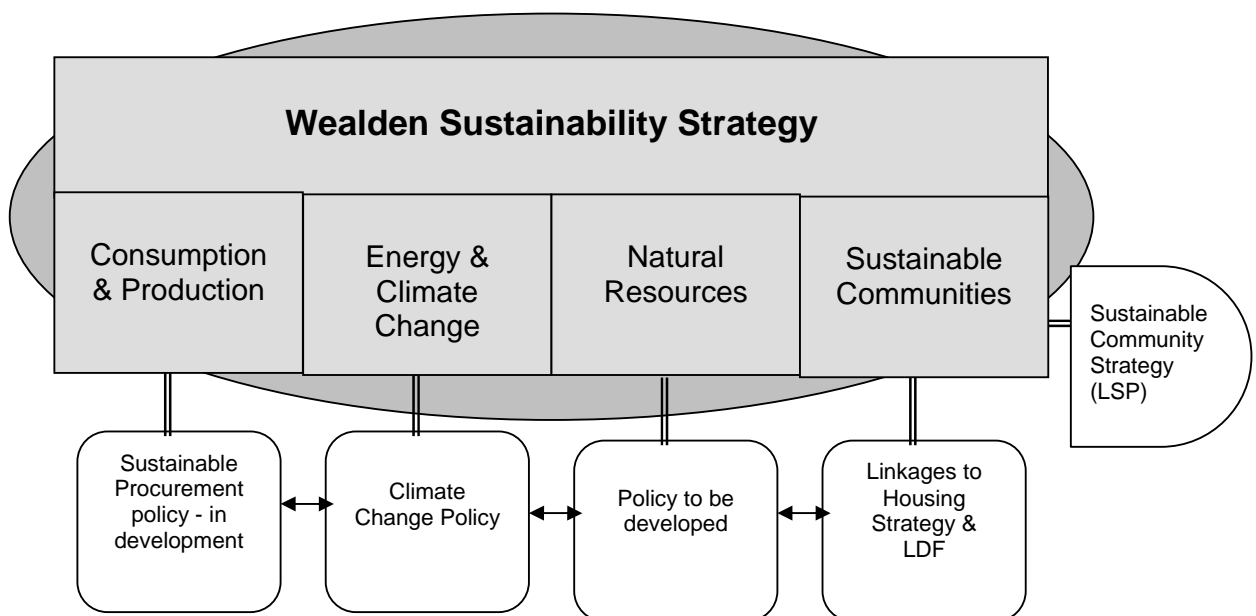 Wealden Sustainability Strategy
Consumption
& Production
Energy &
Climate
Change
Natural
Resources
Sustainable
Communities
Sustainable
Community
Strategy
(LSP)
Sustainable
Procurement
policy - in
development
Climate
Change Policy
Policy to be
developed
Linkages to
Housing
Strategy &
LDF